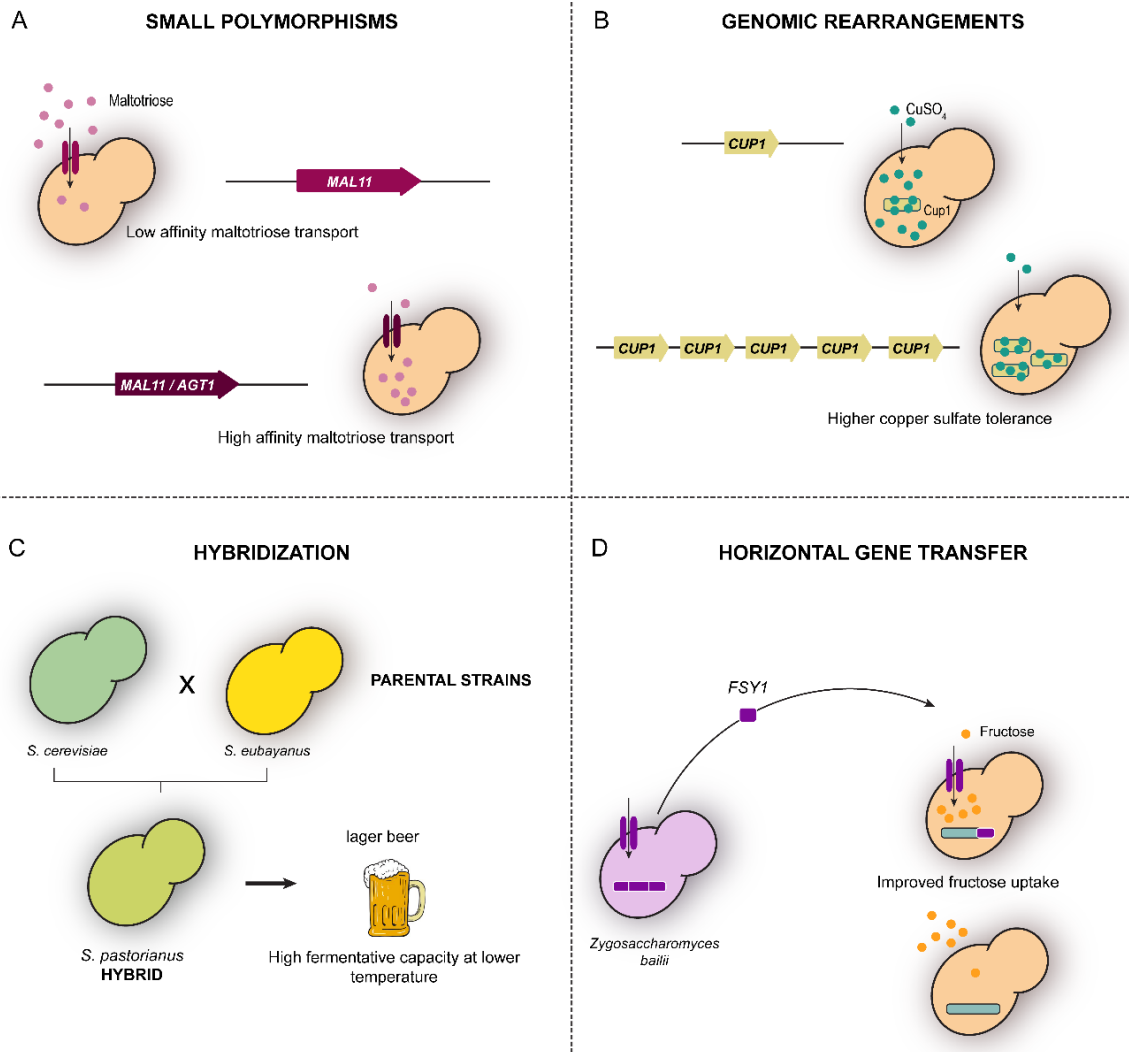 A
SMALL POLYMORPHISMS
Maltotriose
MAL11
Low affinity maltotriose transport
MAL11 / AGT1
High affinity maltotriose transport
B
GENOMIC REARRANGEMENTS
CuSO4
CUP1
Cup1
CUP1 CUP1 CUP1 CUP1 CUP1
Higher copper sulfate tolerance
C
HYBRIDIZATION
X
PARENTAL STRAINS
S. cerevisiae
S. eubayanus
lager beer
S. pastorianus
HYBRID
High fermentative capacity at lower
temperature
D
HORIZONTAL GENE TRANSFER
FSY1
Fructose
Improved fructose uptake
Zygosaccharomyces
bailii